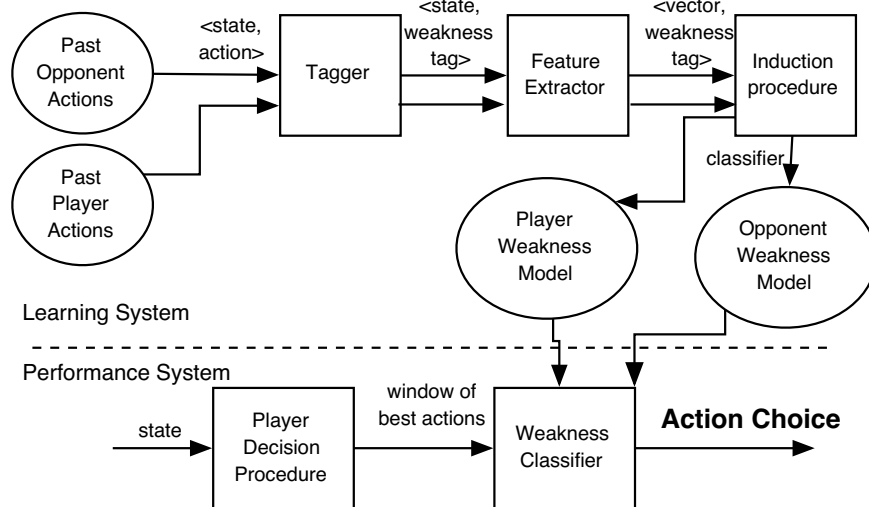 Past
Opponent
Actions
<state,
action>
Tagger
<state,
weakness
tag>
Feature
Extractor
<vector,
weakness
tag>
Induction
procedure
Past
Player
Actions
classifier
Player
Weakness
Model
Opponent
Weakness
Model
Learning System
Performance System
state
Player
Decision
Procedure
window of
best actions
Weakness
Classifier
Action Choice